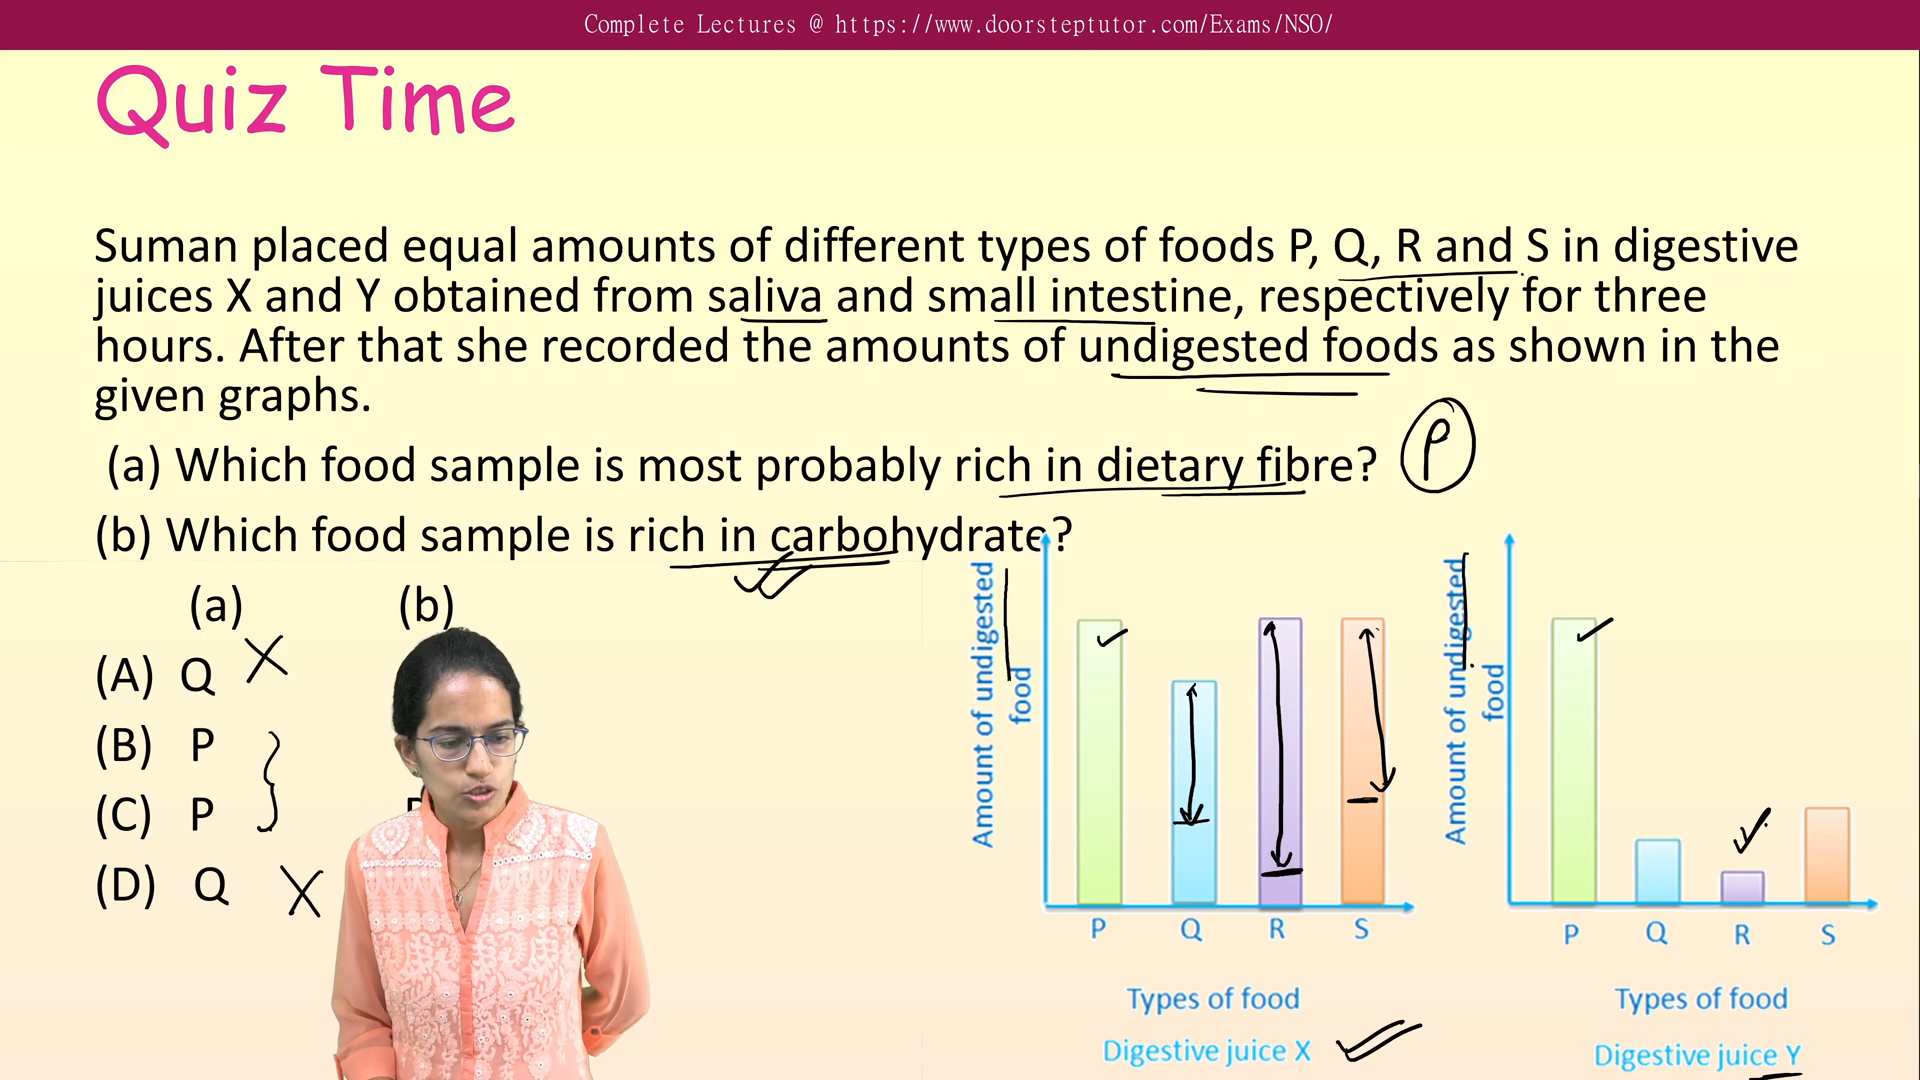 Complete Lectures @ https://www.doorsteptutor.com/Exams/NSO/
Quiz Time
Suman placed equal amounts of different types of foods P, Q, R and S in digestive
juices X and Y obtained from saliva and small intestine, respectively for three
hours. After that she recorded the amounts of undigested foods as shown in the
given graphs.
(a) Which food sample is most probably rich in dietary fibre?
P
(b) Which food sample is rich in carbohydrate?
(a) (b)
(A) Q
(B) P
(C) P
(D) Q
Amount of undigested
food
P Q R S
Types of food
Digestive juice X
Amount of undigested
food
P Q R S
Types of food
Digestive juice Y